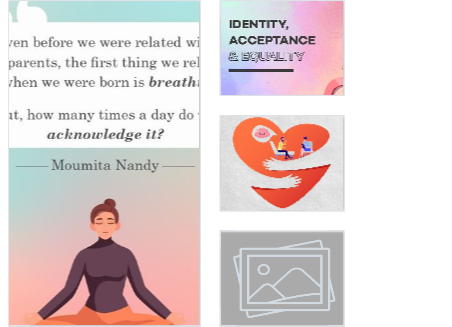 ven before we were related wi
parents, the first thing we rel
when we were born is breath
ut, how many times a day do
acknowledge it?
Moumita Nandy
IDENTITY,
ACCEPTANCE
& EQUALITY